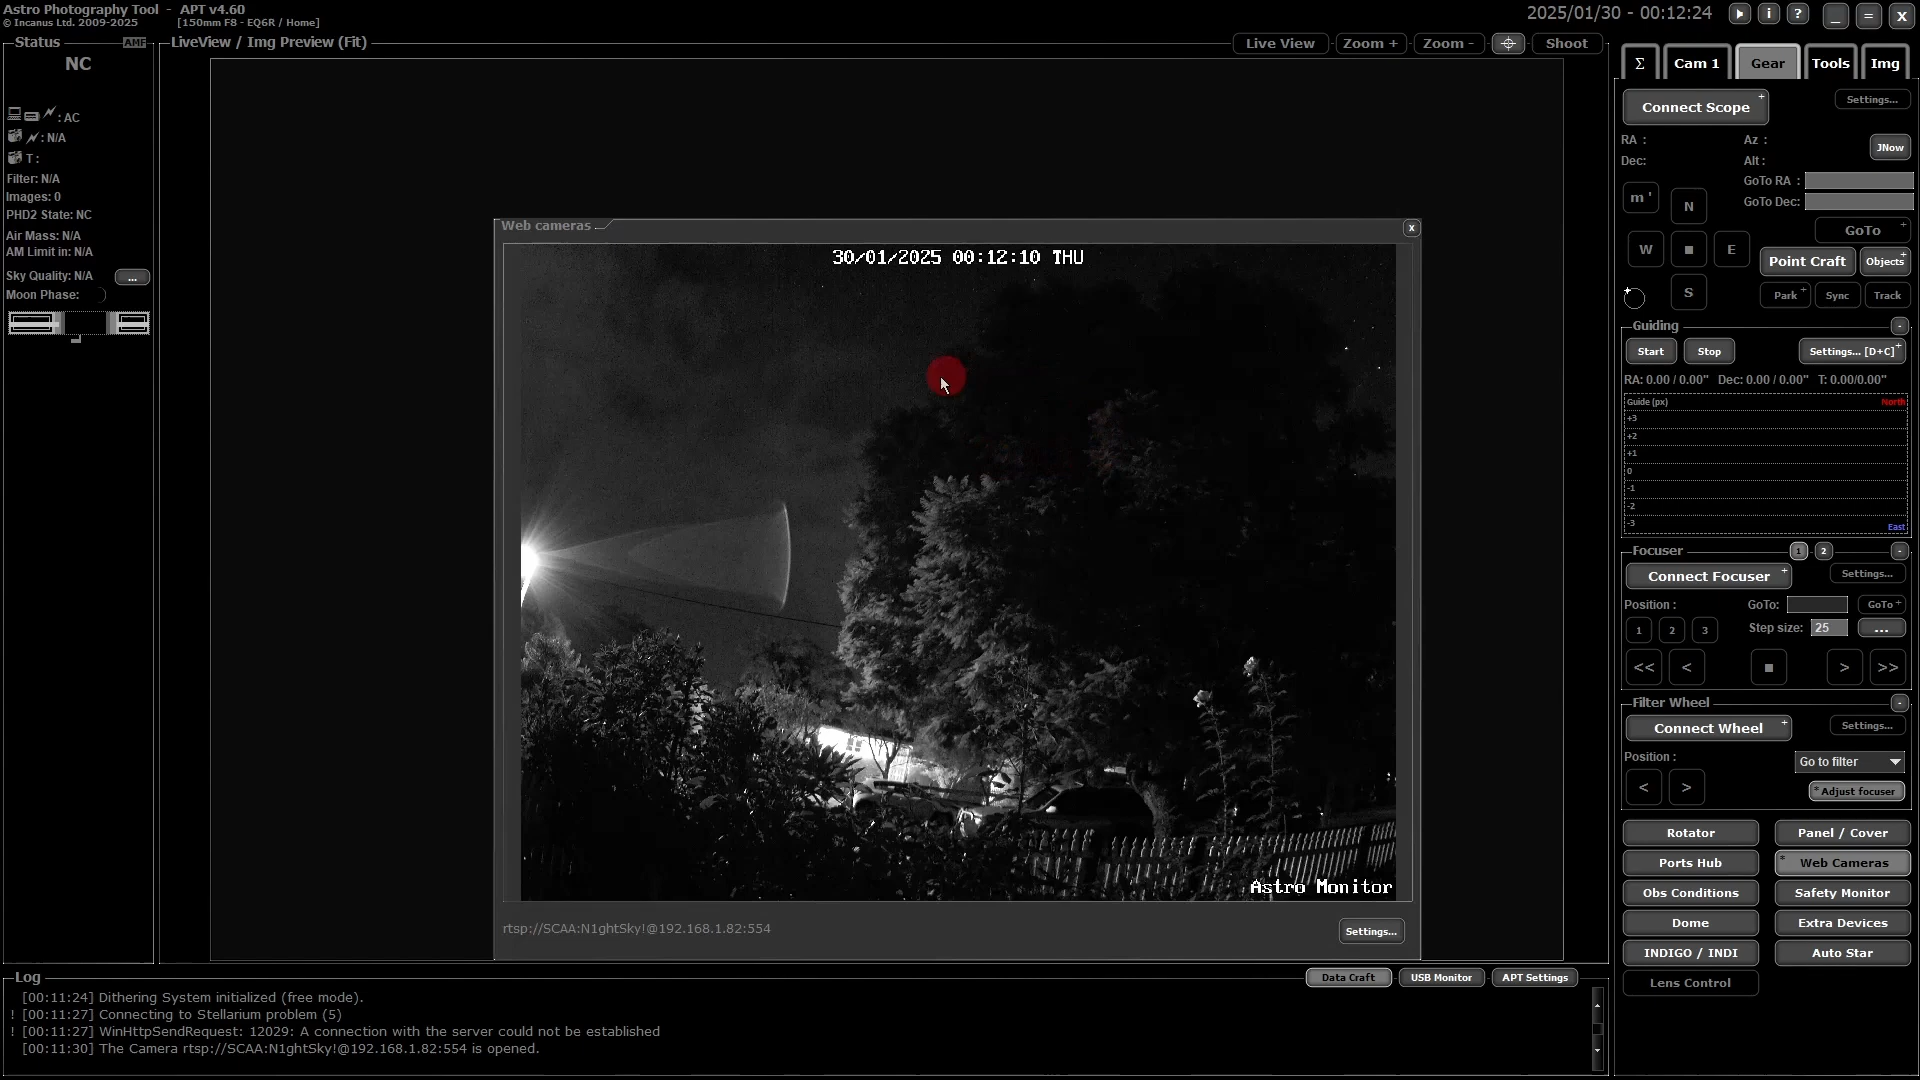 Astro Photography Tool - APT v4.60
© Incanus Ltd. 2009-2025 [150mm F8 - EQ6R / Home]
2025/01/30 - 00:12:24
i ? _ = X
Status AMF
NC
: AC
: N/A
T :
Filter: N/A
Images: 0
PHD2 State: NC
Air Mass: N/A
AM Limit in: N/A
Sky Quality: N/A ...
Moon Phase:
LiveView / Img Preview (Fit)
Live View Zoom + Zoom - Shoot
Web cameras x
30/01/2025 00:12:10 THU
Astro Monitor
rtsp://SCAA:N1ghtSky!@192.168.1.82:554
Settings...
Σ Cam 1 Gear Tools Img
Connect Scope + Settings...
RA : Az :
JNow
Dec: Alt :
GoTo RA :
GoTo Dec:
m ' N
GoTo +
W ■ E
Point Craft Objects +
S
Park + Sync Track
Guiding -
Start Stop Settings... [D+C] +
RA: 0.00 / 0.00" Dec: 0.00 / 0.00" T: 0.00/0.00"
Guide (px) North
+3
+2
+1
0
-1
-2
-3 East
Focuser 1 2 -
Connect Focuser + Settings...
Position : GoTo: GoTo +
1 2 3 Step size: 25 ...
<< < ■ > >>
Filter Wheel -
Connect Wheel + Settings...
Position : Go to filter
< > * Adjust focuser
Rotator Panel / Cover
Ports Hub * Web Cameras
Obs Conditions Safety Monitor
Dome Extra Devices
INDIGO / INDI Auto Star
Lens Control
Log
Data Craft USB Monitor APT Settings
[00:11:24] Dithering System initialized (free mode).
! [00:11:27] Connecting to Stellarium problem (5)
! [00:11:27] WinHttpSendRequest: 12029: A connection with the server could not be established
[00:11:30] The Camera rtsp://SCAA:N1ghtSky!@192.168.1.82:554 is opened.